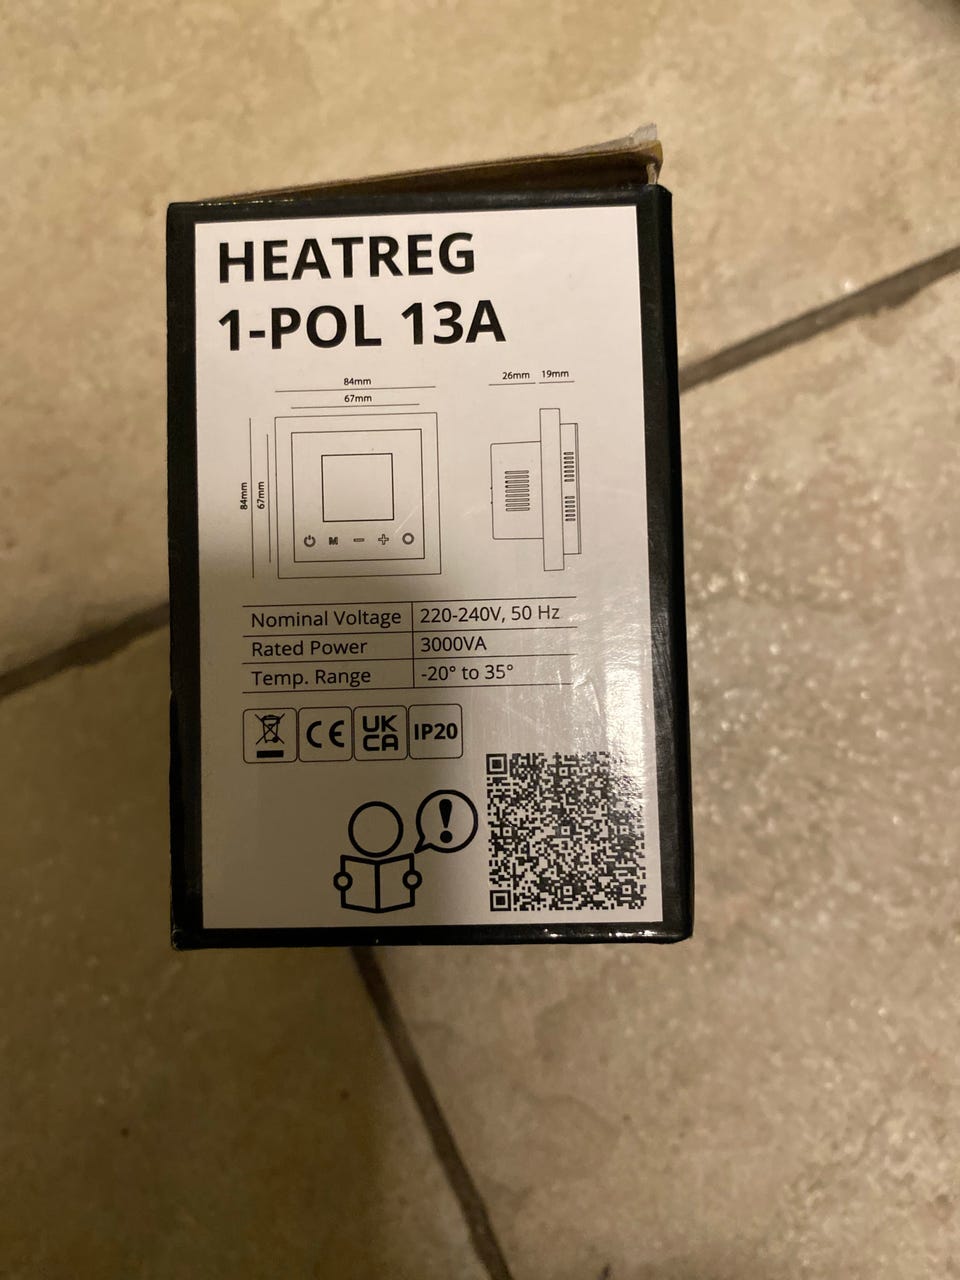 HEATREG
1-POL 13A
84mm
67mm
26mm 19mm
84mm
67mm
M
Nominal Voltage 220-240V, 50 Hz
Rated Power 3000VA
Temp. Range -20° to 35°
CE UK CA IP20
!